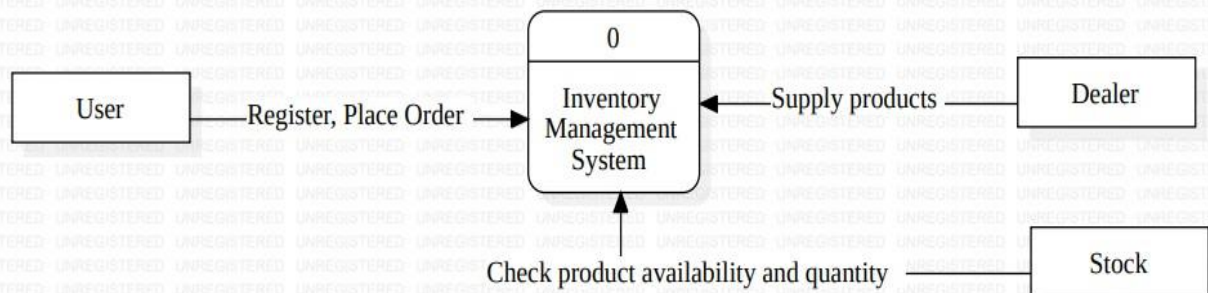 0
User
Register, Place Order
Inventory
Management
System
Supply products
Dealer
Check product availability and quantity
Stock